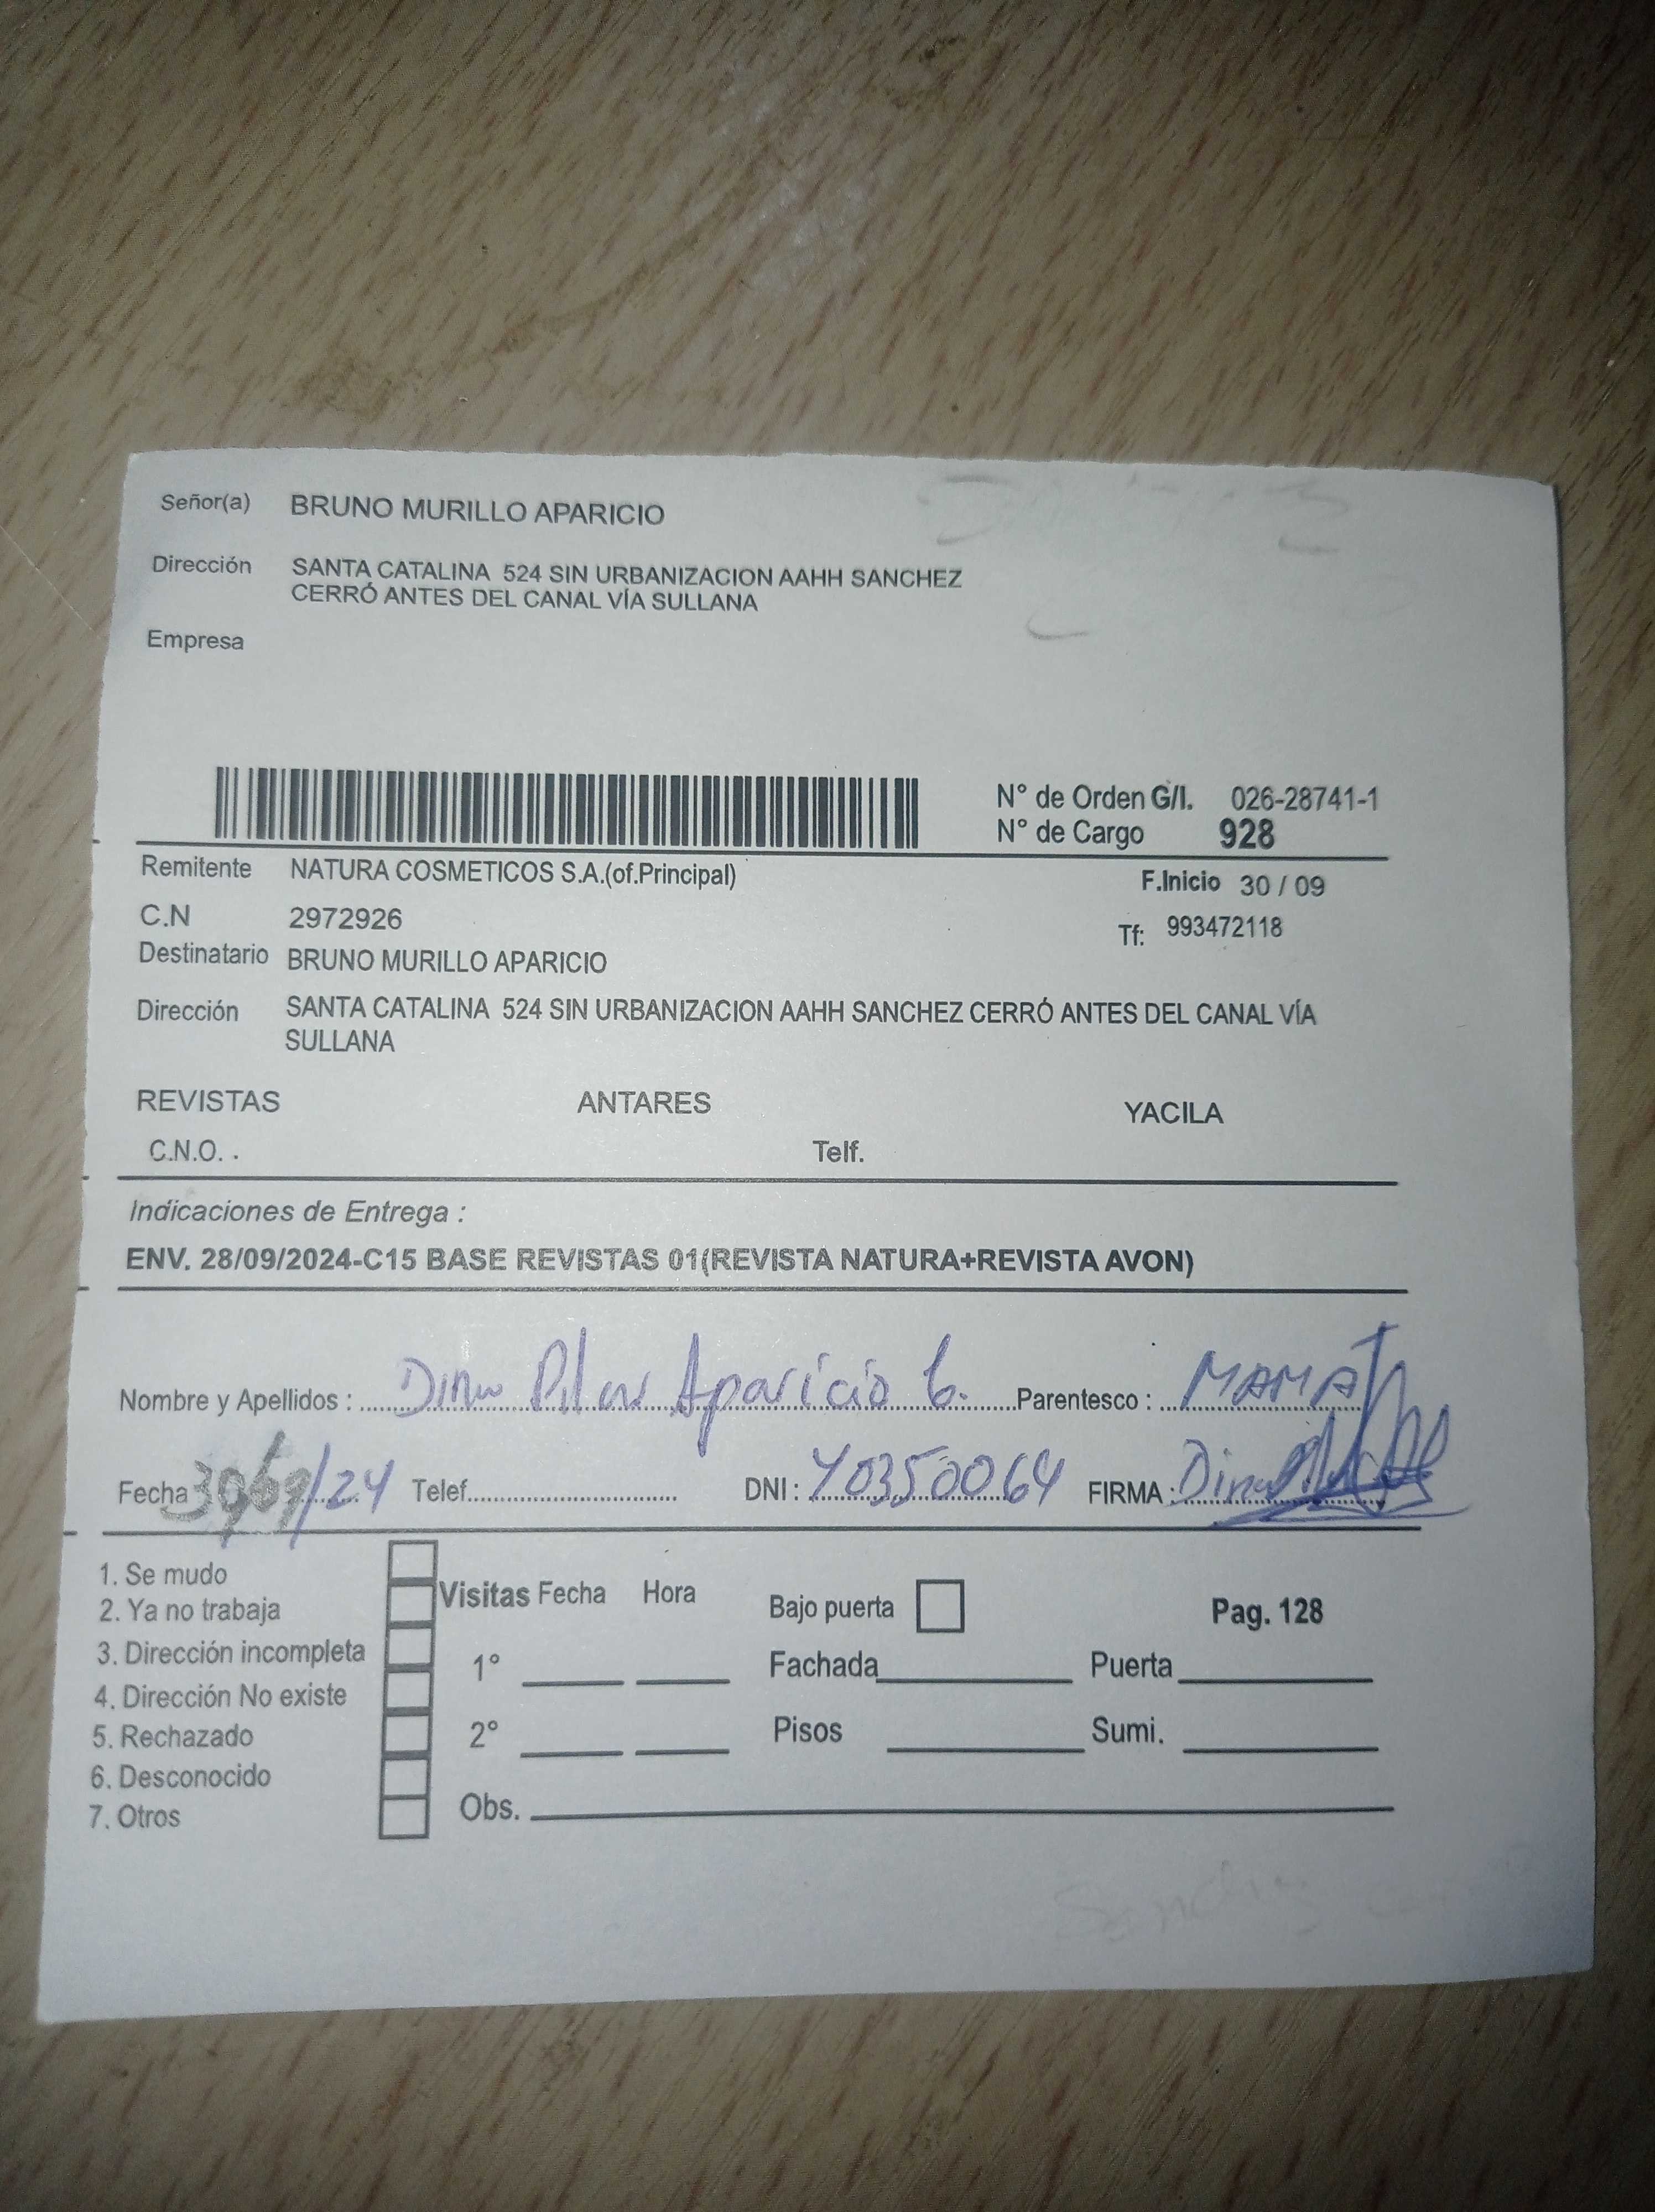 Señor(a) BRUNO MURILLO APARICIO
Dirección SANTA CATALINA 524 SIN URBANIZACION AAHH SANCHEZ
CERRÓ ANTES DEL CANAL VÍA SULLANA
Empresa
N° de Orden G/I. 026-28741-1
N° de Cargo 928
Remitente NATURA COSMETICOS S.A.(of.Principal) F.Inicio 30 / 09
C.N 2972926 Tf: 993472118
Destinatario BRUNO MURILLO APARICIO
Dirección SANTA CATALINA 524 SIN URBANIZACION AAHH SANCHEZ CERRÓ ANTES DEL CANAL VÍA
SULLANA
REVISTAS ANTARES YACILA
C.N.O. . Telf.
Indicaciones de Entrega :
ENV. 28/09/2024-C15 BASE REVISTAS 01(REVISTA NATURA+REVISTA AVON)
Nombre y Apellidos : Dina Pilar Aparicio C. Parentesco : MAMA
Fecha 30/09/24 Telef. DNI : 40350064 FIRMA : Dina
1. Se mudo
2. Ya no trabaja Visitas Fecha Hora Bajo puerta Pag. 128
3. Dirección incompleta 1° Fachada Puerta
4. Dirección No existe
5. Rechazado 2° Pisos Sumi.
6. Desconocido
7. Otros Obs.